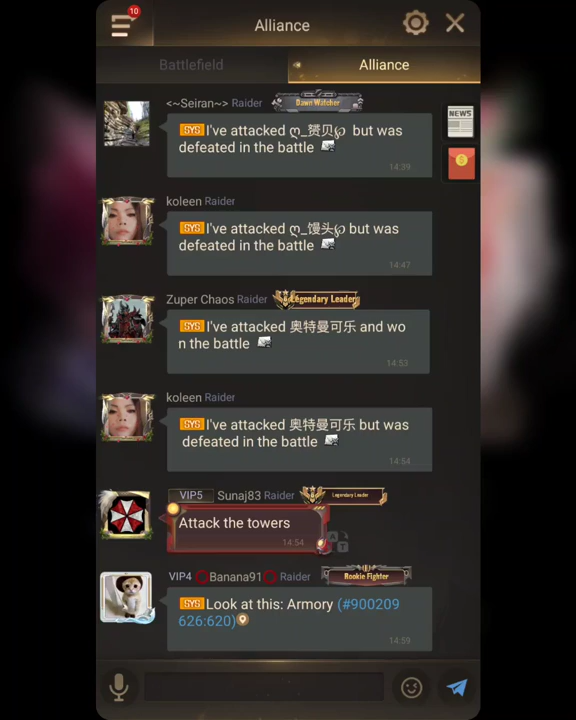 10
Alliance
Battlefield
Alliance
<~Seiran~> Raider Dawn Watcher
SYS I've attacked ღ_赟贝ღ but was
defeated in the battle
14:39
NEWS
koleen Raider
SYS I've attacked ღ_馒头℘ but was
defeated in the battle
14:47
Zuper Chaos Raider Legendary Leader
SYS I've attacked 奥特曼可乐 and wo
n the battle
14:53
koleen Raider
SYS I've attacked 奥特曼可乐 but was
defeated in the battle
14:54
VIP5 Sunaj83 Raider Legendary Leader
Attack the towers
14:54
VIP4 ⭕Banana91⭕ Raider Rookie Fighter
SYS Look at this: Armory (#900209
626:620)
14:59